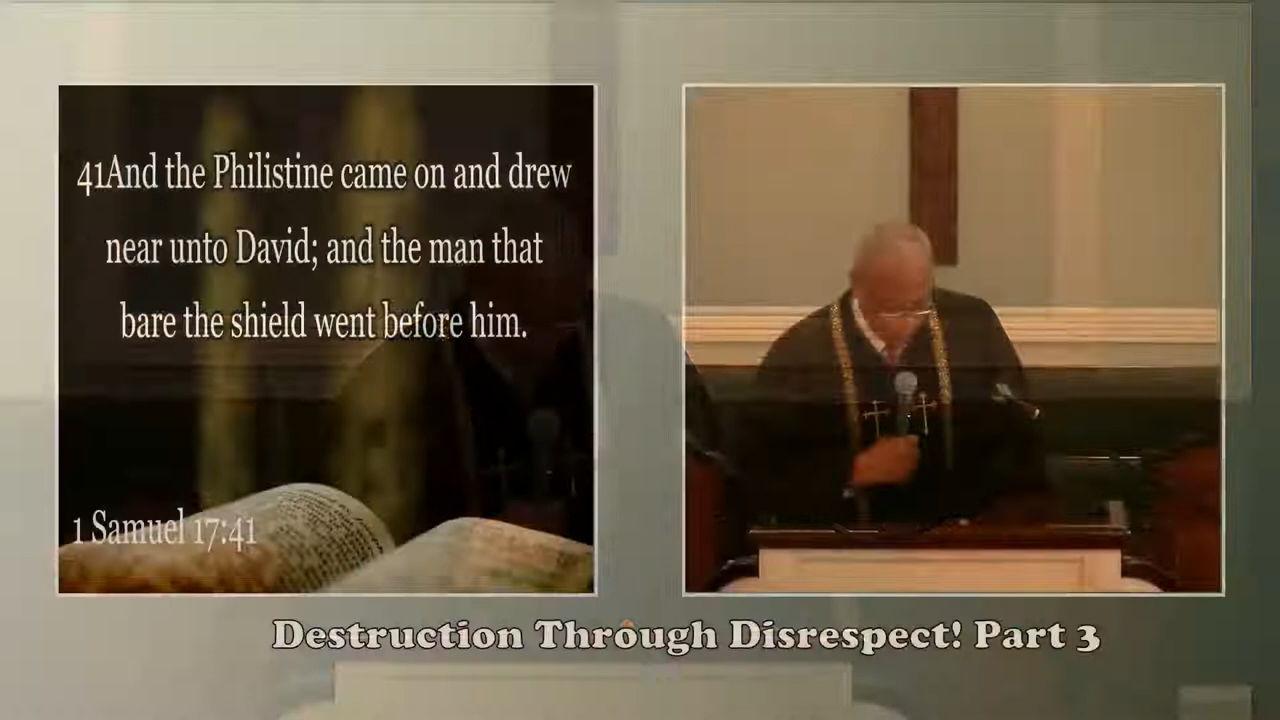 41And the Philistine came on and drew
near unto David; and the man that
bare the shield went before him.
1 Samuel 17:41
Destruction Through Disrespect! Part 3